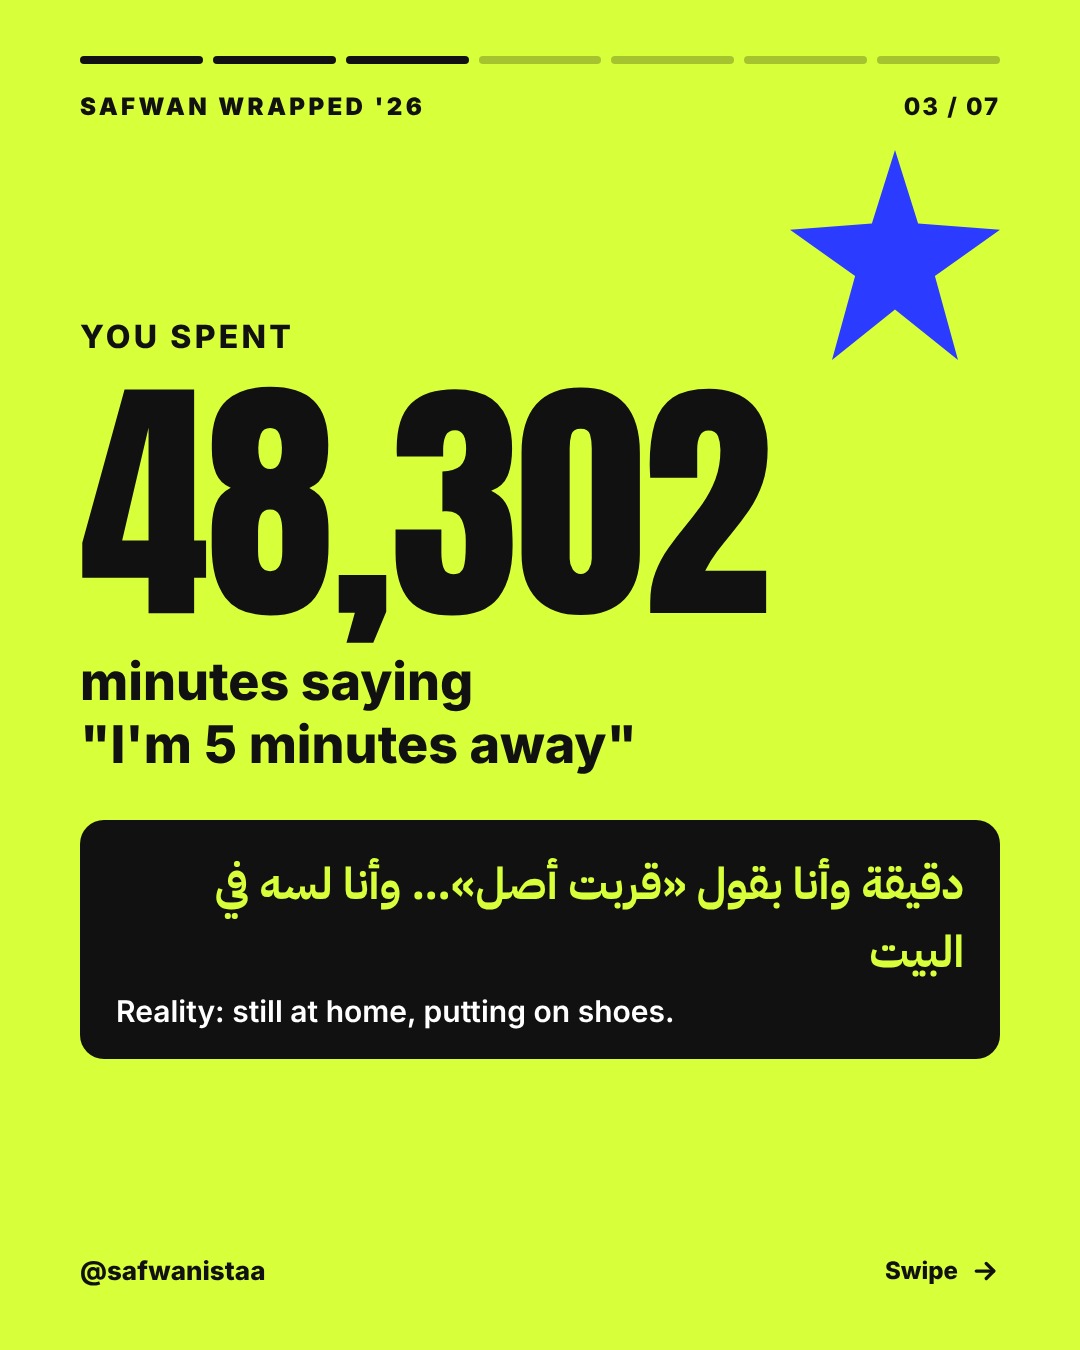 SAFWAN WRAPPED '26
03 / 07
YOU SPENT
48,302
minutes saying
"I'm 5 minutes away"
دقيقة وأنا بقول «قربت أصل»... وأنا لسه في
البيت
Reality: still at home, putting on shoes.
@safwanistaa
Swipe →